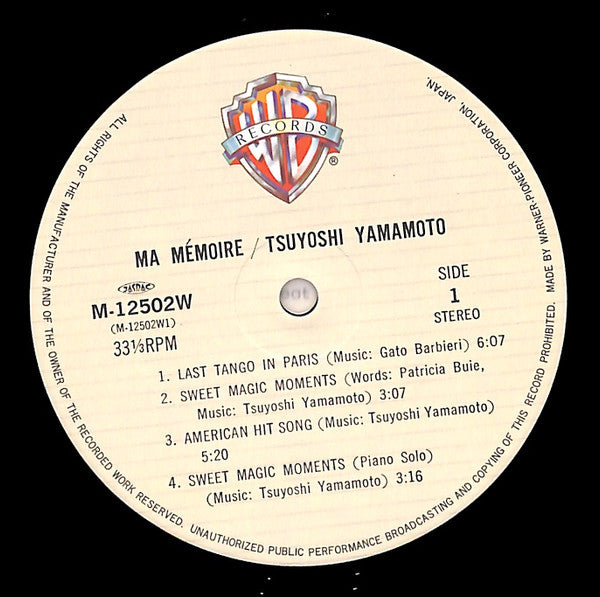 WB
RECORDS
®
MA MÉMOIRE / TSUYOSHI YAMAMOTO
JASRAC
M-12502W
(M-12502W1)
33⅓RPM
SIDE
1
STEREO
1. LAST TANGO IN PARIS (Music: Gato Barbieri) 6:07
2. SWEET MAGIC MOMENTS (Words: Patricia Buie,
Music: Tsuyoshi Yamamoto) 3:07
3. AMERICAN HIT SONG (Music: Tsuyoshi Yamamoto)
5:20
4. SWEET MAGIC MOMENTS (Piano Solo)
(Music: Tsuyoshi Yamamoto) 3:16
ALL RIGHTS OF THE MANUFACTURER AND OF THE OWNER OF THE RECORDED WORK RESERVED. UNAUTHORIZED PUBLIC PERFORMANCE BROADCASTING AND COPYING OF THIS RECORD PROHIBITED. MADE BY WARNER-PIONEER CORPORATION, JAPAN.